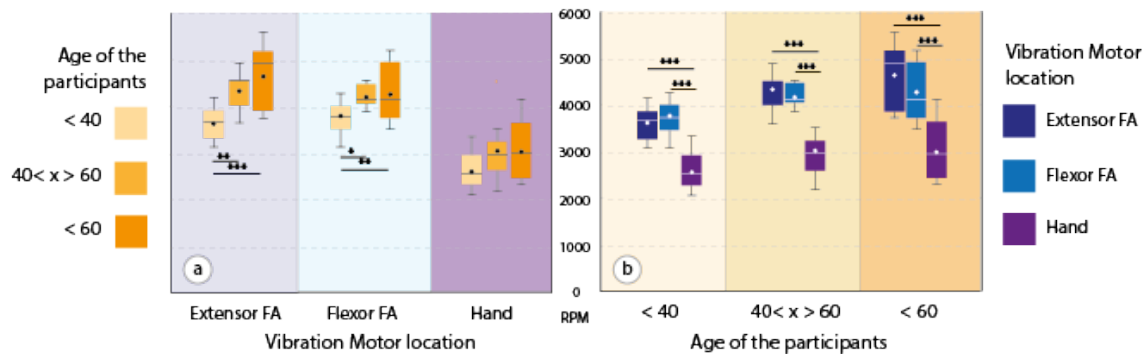 Age of the
participants
< 40
40< x > 60
< 60
**
***
*
**
a
Extensor FA
Flexor FA
Hand
Vibration Motor location
6000
5000
4000
3000
2000
1000
0
RPM
***
***
***
***
***
***
b
< 40
40< x > 60
< 60
Age of the participants
Vibration Motor
location
Extensor FA
Flexor FA
Hand